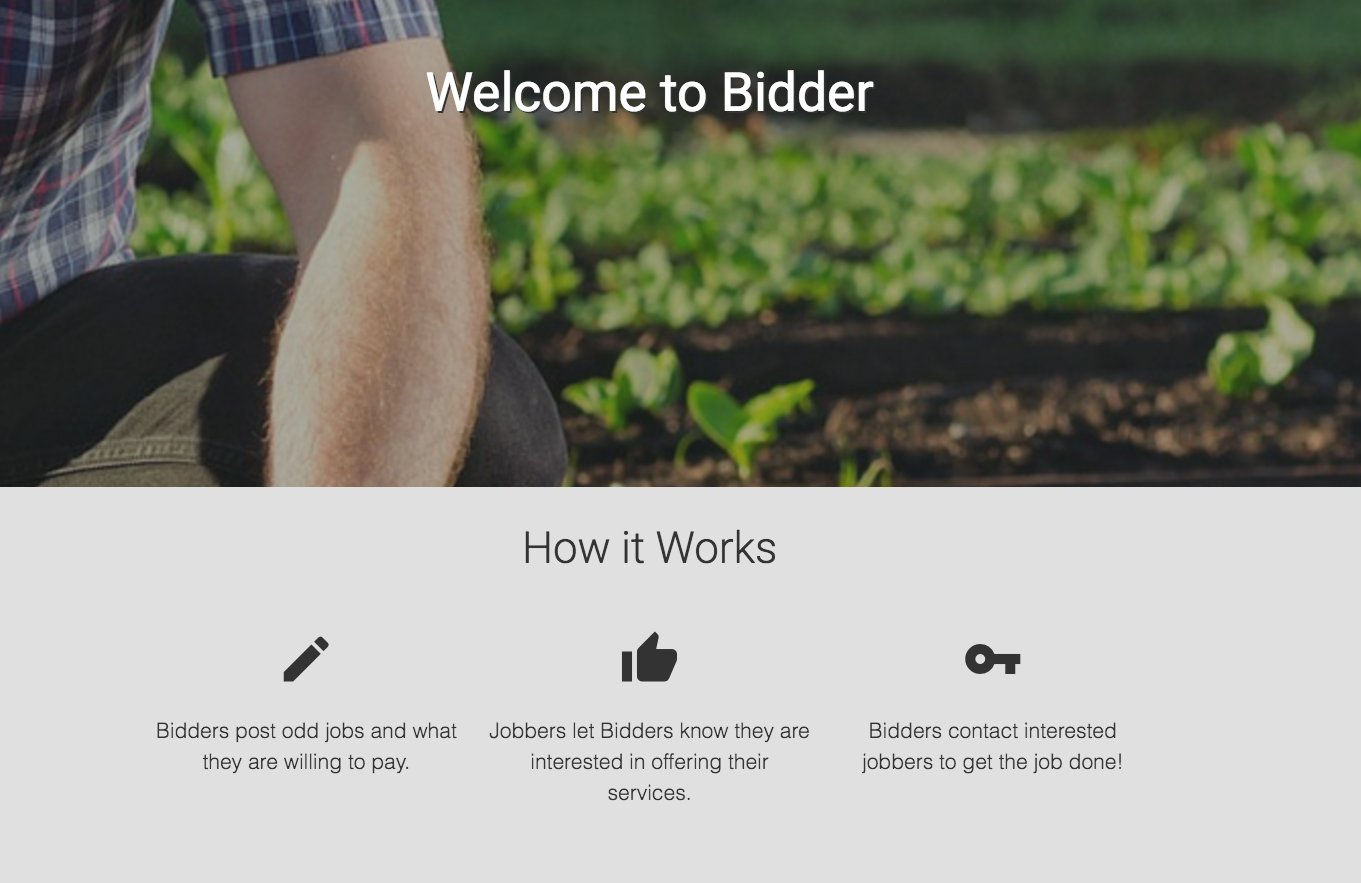 Welcome to Bidder
How it Works
Bidders post odd jobs and what
they are willing to pay.
Jobbers let Bidders know they are
interested in offering their
services.
Bidders contact interested
jobbers to get the job done!